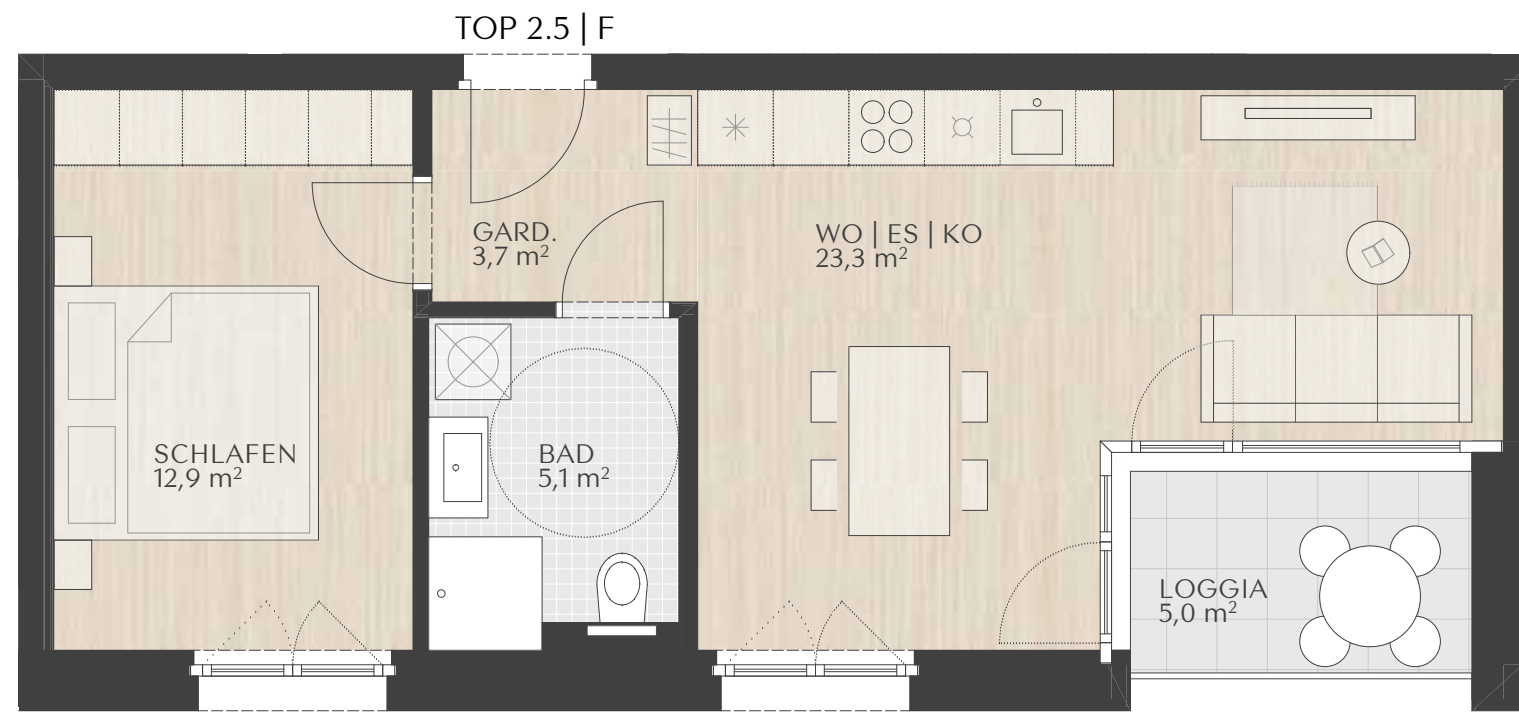 TOP 2.5 | F
GARD.
3,7 m²
WO | ES | KO
23,3 m²
SCHLAFEN
12,9 m²
BAD
5,1 m²
LOGGIA
5,0 m²